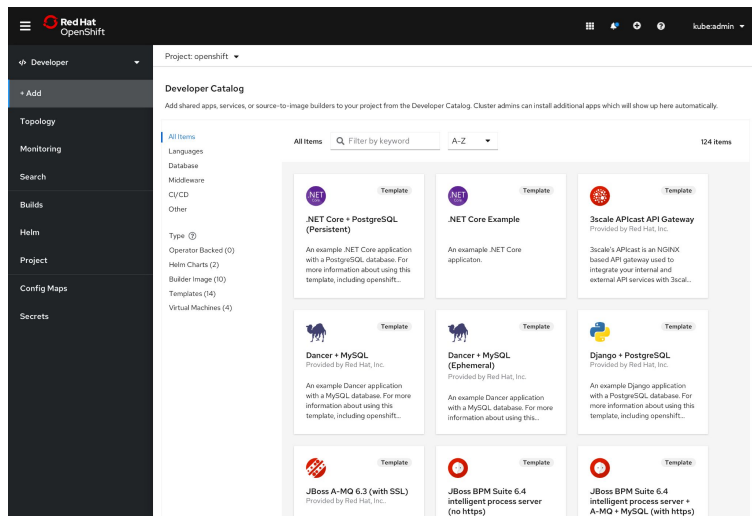 Red Hat
OpenShift
kube:admin
Developer
Project: openshift
+ Add
Topology
Monitoring
Search
Builds
Helm
Project
Config Maps
Secrets
Developer Catalog
Add shared apps, services, or source-to-image builders to your project from the Developer Catalog. Cluster admins can install additional apps which will show up here automatically.
All Items
Languages
Database
Middleware
CI/CD
Other
Type
Operator Backed (0)
Helm Charts (2)
Builder Image (10)
Templates (14)
Virtual Machines (4)
All Items
Filter by keyword
A-Z
124 items
.NET
Core
Template
.NET Core + PostgreSQL
(Persistent)
An example .NET Core application
with a PostgreSQL database. For
more information about using this
template, including openshift...
.NET
Core
Template
.NET Core Example
An examaple .NET Core
applicaton.
Template
3scale APIcast API Gateway
Provided by Red Hat, Inc.
3scale's APIcast is an NGINX
based API gateway used to
integrate your internal and
external API services with 3scal...
Template
Dancer + MySQL
Provided by Red Hat, Inc.
An example Dancer application
with a MySQL database. For more
information about using this
template, including openshift...
Template
Dancer + MySQL
(Ephemeral)
Provided by Red Hat, Inc.
An example Dancer application
with a MySQL database. For more
information about using this
Template
Django + PostgreSQL
Provided by Red Hat, Inc.
An example Django application
with a PostgreSQL database. For
more information about using this
template, including openshift...
Template
JBoss A-MQ 6.3 (with SSL)
Provided by Red Hat, Inc.
Template
JBoss BPM Suite 6.4
intelligent process server
(no https)
Template
JBoss BPM Suite 6.4
intelligent process server +
A-MQ + MySQL (with https)